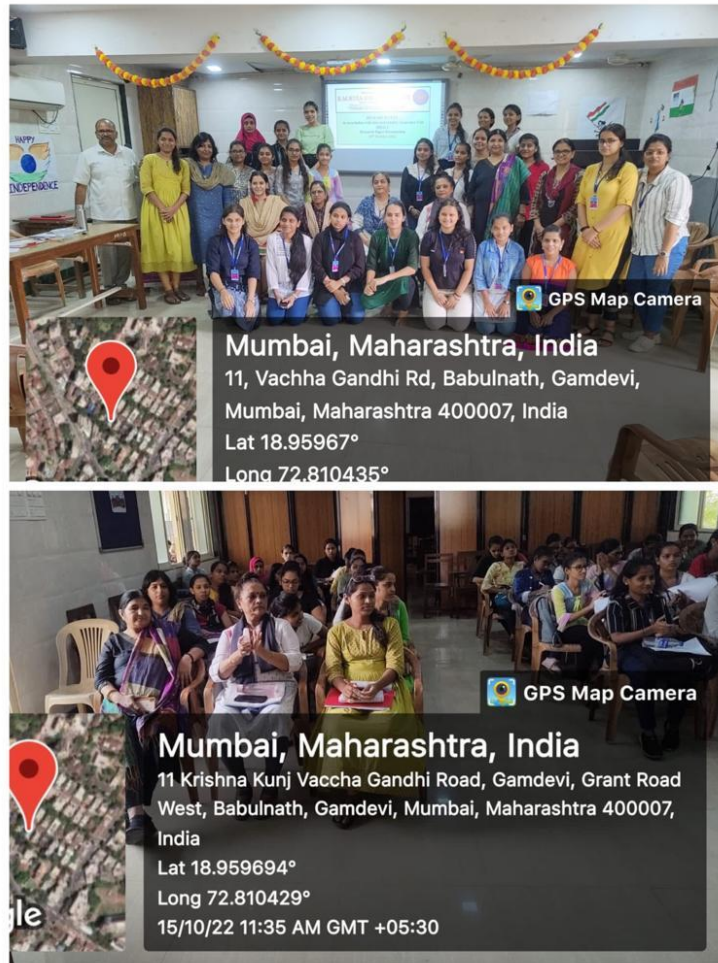 HAPPY
INDEPENDENCE
GPS Map Camera
Mumbai, Maharashtra, India
11, Vachha Gandhi Rd, Babulnath, Gamdevi,
Mumbai, Maharashtra 400007, India
Lat 18.95967°
Long 72.810435°
GPS Map Camera
Mumbai, Maharashtra, India
11 Krishna Kunj Vaccha Gandhi Road, Gamdevi, Grant Road
West, Babulnath, Gamdevi, Mumbai, Maharashtra 400007,
India
Lat 18.959694°
Long 72.810429°
15/10/22 11:35 AM GMT +05:30
gle